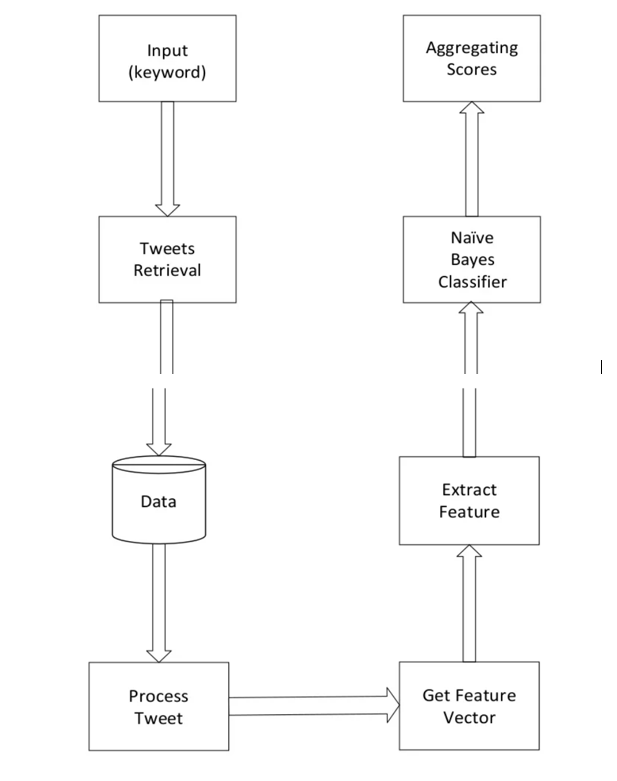 Input
(keyword)
Tweets
Retrieval
Data
Process
Tweet
Get Feature
Vector
Extract
Feature
Naïve
Bayes
Classifier
Aggregating
Scores